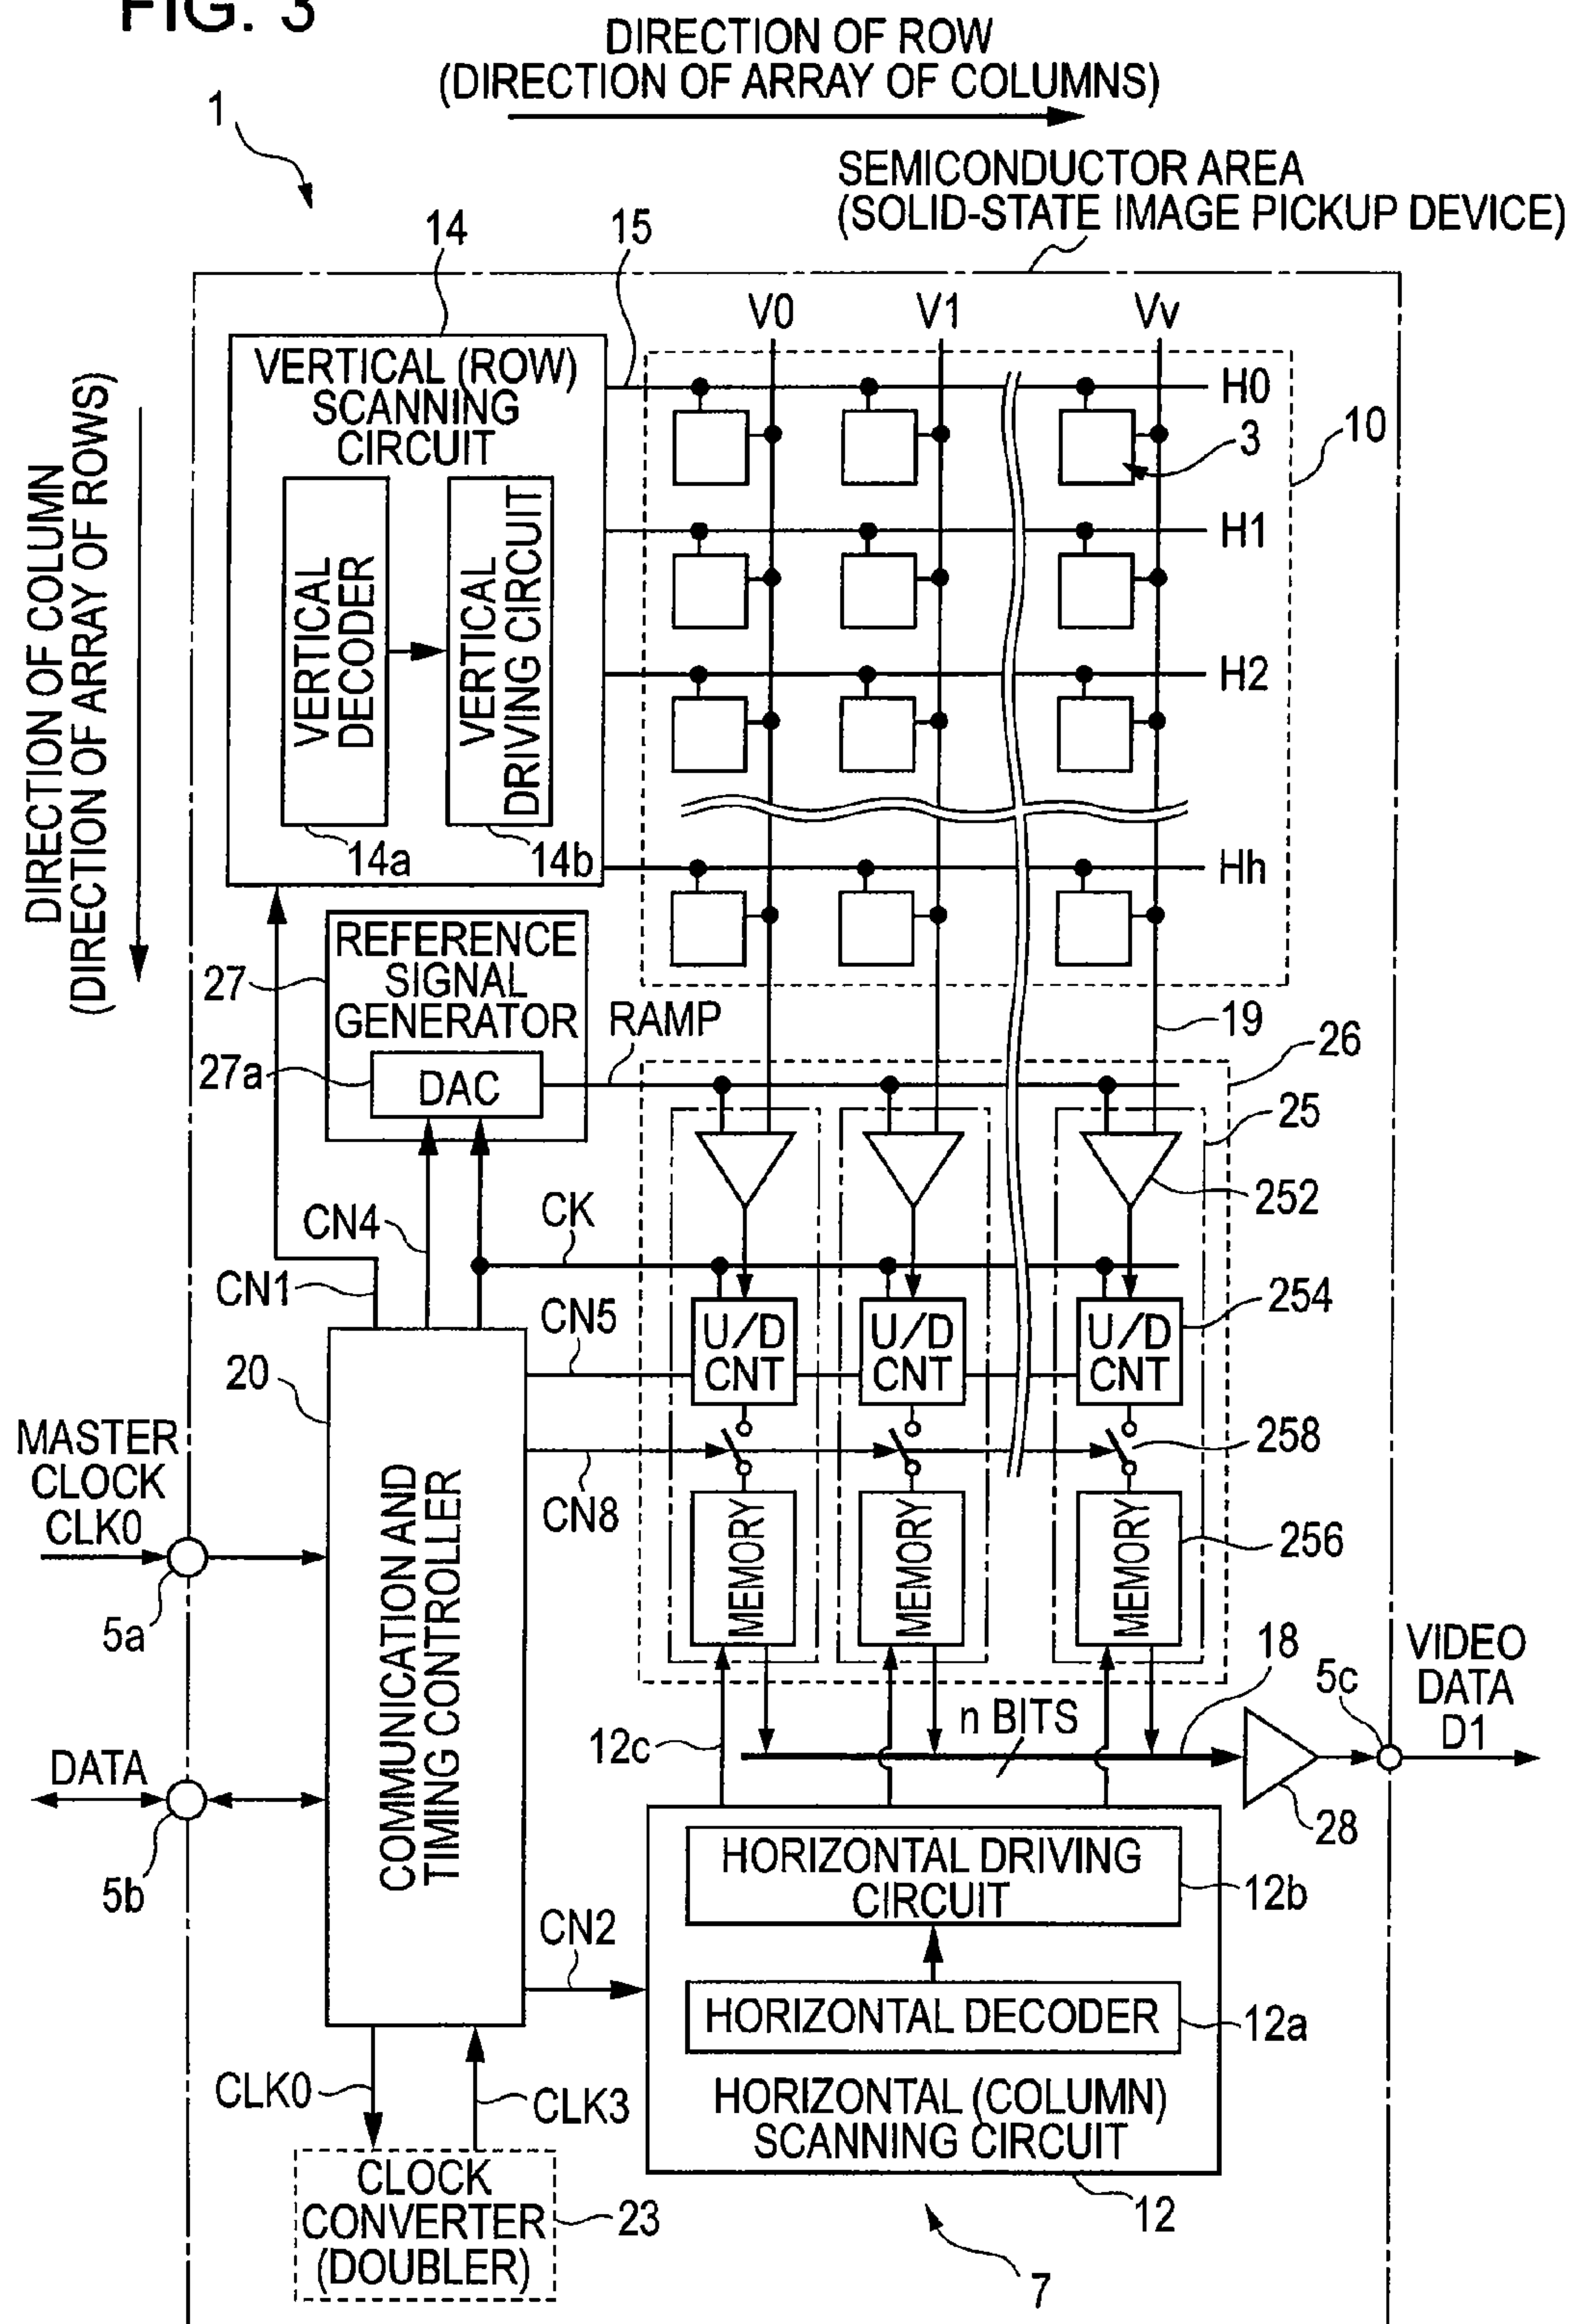 FIG. 3
DIRECTION OF ROW
(DIRECTION OF ARRAY OF COLUMNS)
1
SEMICONDUCTOR AREA
(SOLID-STATE IMAGE PICKUP DEVICE)
14
15
V0
V1
Vv
VERTICAL (ROW)
SCANNING
CIRCUIT
VERTICAL
DECODER
VERTICAL
DRIVING CIRCUIT
14a
14b
H0
3
10
H1
H2
Hh
DIRECTION OF COLUMN
(DIRECTION OF ARRAY OF ROWS)
REFERENCE
SIGNAL
GENERATOR
27
27a
DAC
RAMP
19
26
25
252
CN4
CK
CN1
CN5
U/D
CNT
U/D
CNT
U/D
CNT
254
20
258
CN8
MASTER
CLOCK
CLK0
5a
COMMUNICATION AND
TIMING CONTROLLER
MEMORY
MEMORY
MEMORY
256
18
5c
VIDEO
DATA
D1
n BITS
12c
28
DATA
5b
HORIZONTAL DRIVING
CIRCUIT
12b
CN2
HORIZONTAL DECODER
12a
HORIZONTAL (COLUMN)
SCANNING CIRCUIT
12
CLK0
CLK3
CLOCK
CONVERTER
(DOUBLER)
23
7